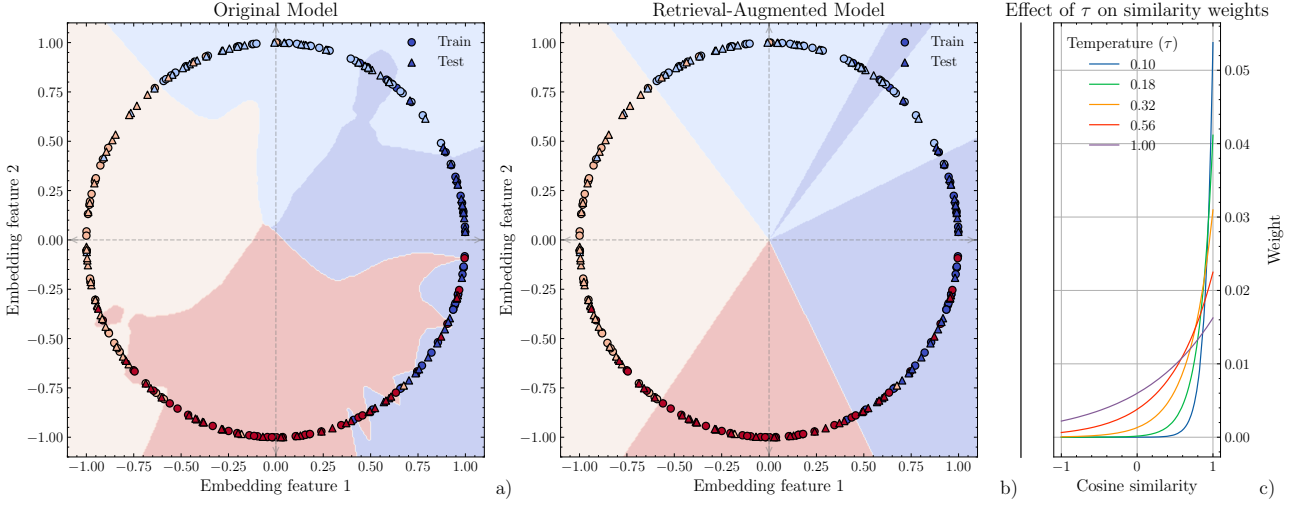 Original Model
1.00
0.75
0.50
0.25
0.00
−0.25
−0.50
−0.75
−1.00
Embedding feature 2
Train
Test
−1.00 −0.75 −0.50 −0.25 0.00 0.25 0.50 0.75 1.00
Embedding feature 1
a)
Retrieval-Augmented Model
1.00
0.75
0.50
0.25
0.00
−0.25
−0.50
−0.75
−1.00
Embedding feature 2
Train
Test
−1.00 −0.75 −0.50 −0.25 0.00 0.25 0.50 0.75 1.00
Embedding feature 1
b)
Effect of τ on similarity weights
Temperature (τ)
0.10
0.18
0.32
0.56
1.00
0.05
0.04
0.03
0.02
0.01
0.00
Weight
−1 0 1
Cosine similarity
c)